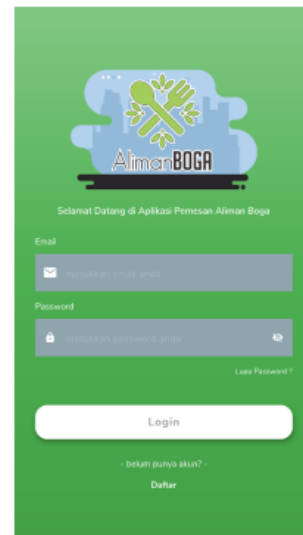 AlimanBOGA
Selamat Datang di Aplikasi Pemesan Aliman Boga
Email
masukkan email anda
Password
masukkan password anda
Lupa Password ?
Login
- belum punya akun? -
Daftar